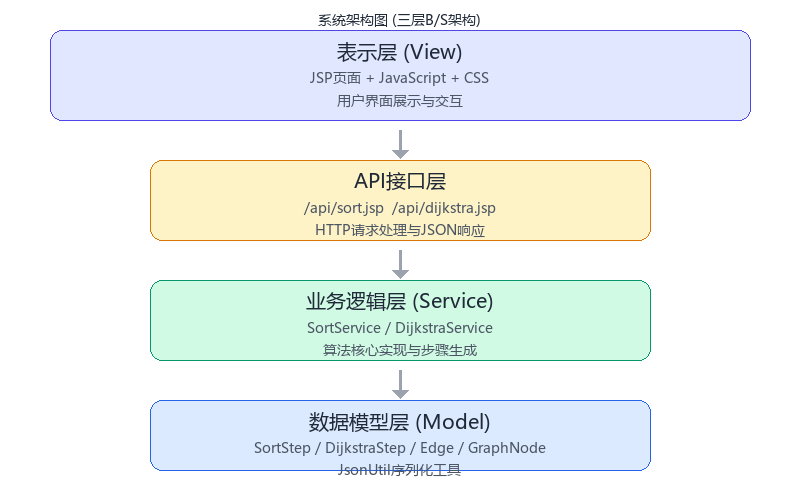 系统架构图 (三层B/S架构)
表示层 (View)
JSP页面 + JavaScript + CSS
用户界面展示与交互
API接口层
/api/sort.jsp  /api/dijkstra.jsp
HTTP请求处理与JSON响应
业务逻辑层 (Service)
SortService / DijkstraService
算法核心实现与步骤生成
数据模型层 (Model)
SortStep / DijkstraStep / Edge / GraphNode
JsonUtil序列化工具